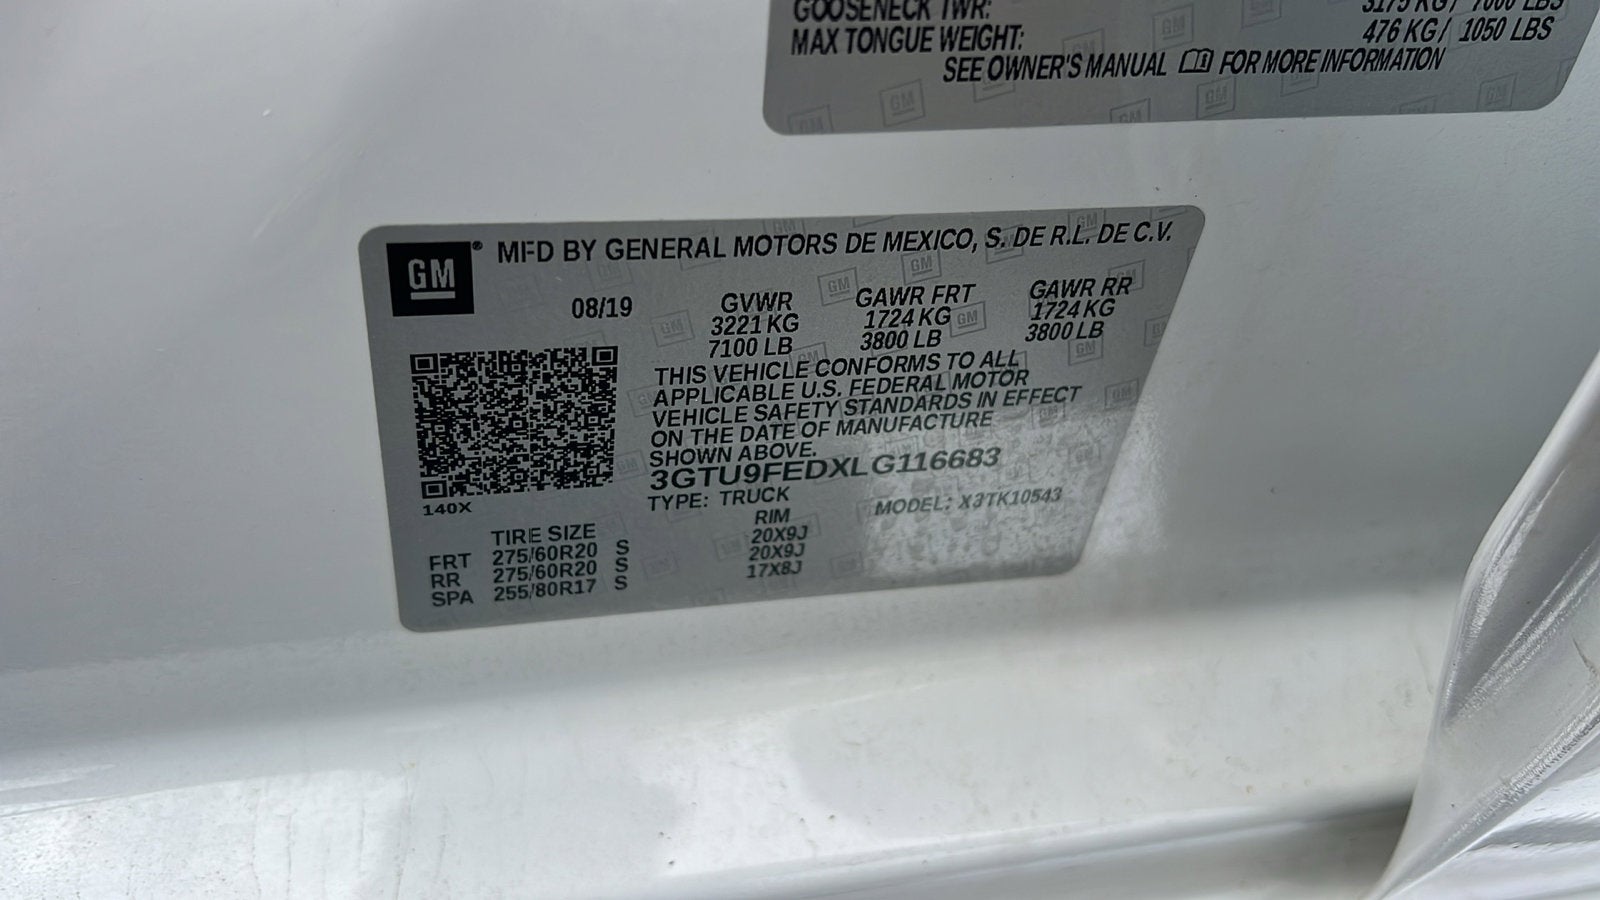 GOOSENECK TWR: 3175 KG/ 7000 LBS
MAX TONGUE WEIGHT: 476 KG/ 1050 LBS
SEE OWNER'S MANUAL FOR MORE INFORMATION
GM® MFD BY GENERAL MOTORS DE MEXICO, S. DE R.L. DE C.V.
08/19 GVWR GAWR FRT GAWR RR
3221 KG 1724 KG 1724 KG
7100 LB 3800 LB 3800 LB
THIS VEHICLE CONFORMS TO ALL
APPLICABLE U.S. FEDERAL MOTOR
VEHICLE SAFETY STANDARDS IN EFFECT
ON THE DATE OF MANUFACTURE
SHOWN ABOVE.
3GTU9FEDXLG116683
TYPE: TRUCK MODEL: X3TK10543
140X
TIRE SIZE RIM
FRT 275/60R20 S 20X9J
RR 275/60R20 S 20X9J
SPA 255/80R17 S 17X8J